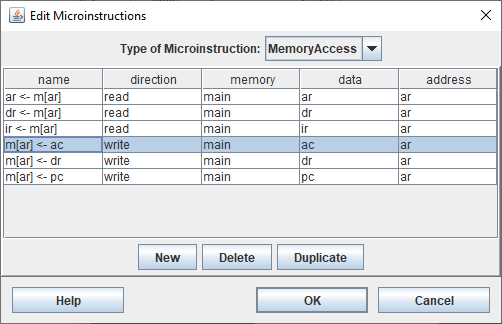 Edit Microinstructions
Type of Microinstruction: MemoryAccess
name direction memory data address
ar <- m[ar] read main ar ar
dr <- m[ar] read main dr ar
ir <- m[ar] read main ir ar
m[ar] <- ac write main ac ar
m[ar] <- dr write main dr ar
m[ar] <- pc write main pc ar
New Delete Duplicate
Help OK Cancel